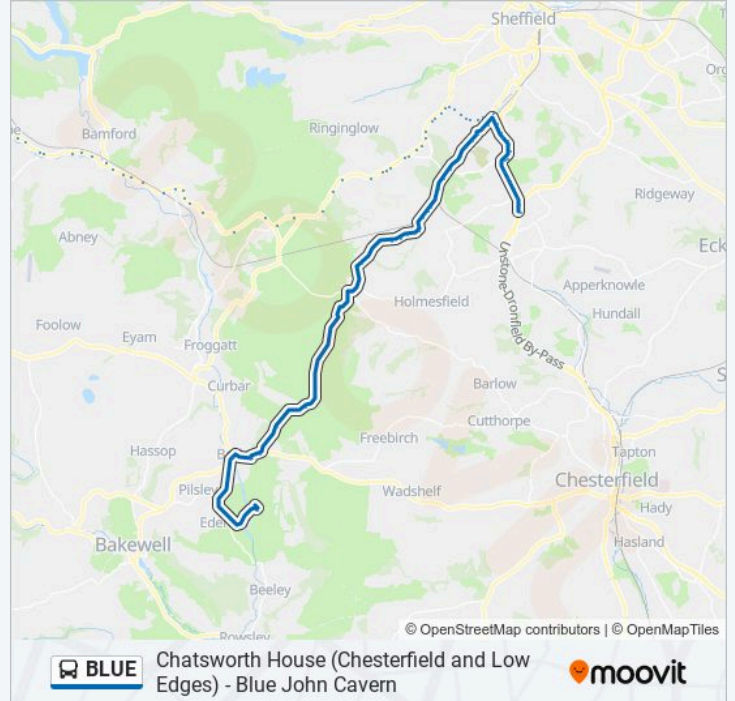 Sheffield
Bamford
Ringinglow
Ridgeway
Abney
Unstone-Dronfield By-Pass
Apperknowle
Holmesfield
Hundall
Foolow
Eyam
Froggatt
Barlow
Curbar
Cutthorpe
Freebirch
Hassop
Tapton
Chesterfield
Pilsley
Wadshelf
Hady
Hasland
Bakewell
Beeley
Rowsley
© OpenStreetMap contributors | © OpenMapTiles
BLUE
Chatsworth House (Chesterfield and Low
Edges) - Blue John Cavern
moovit